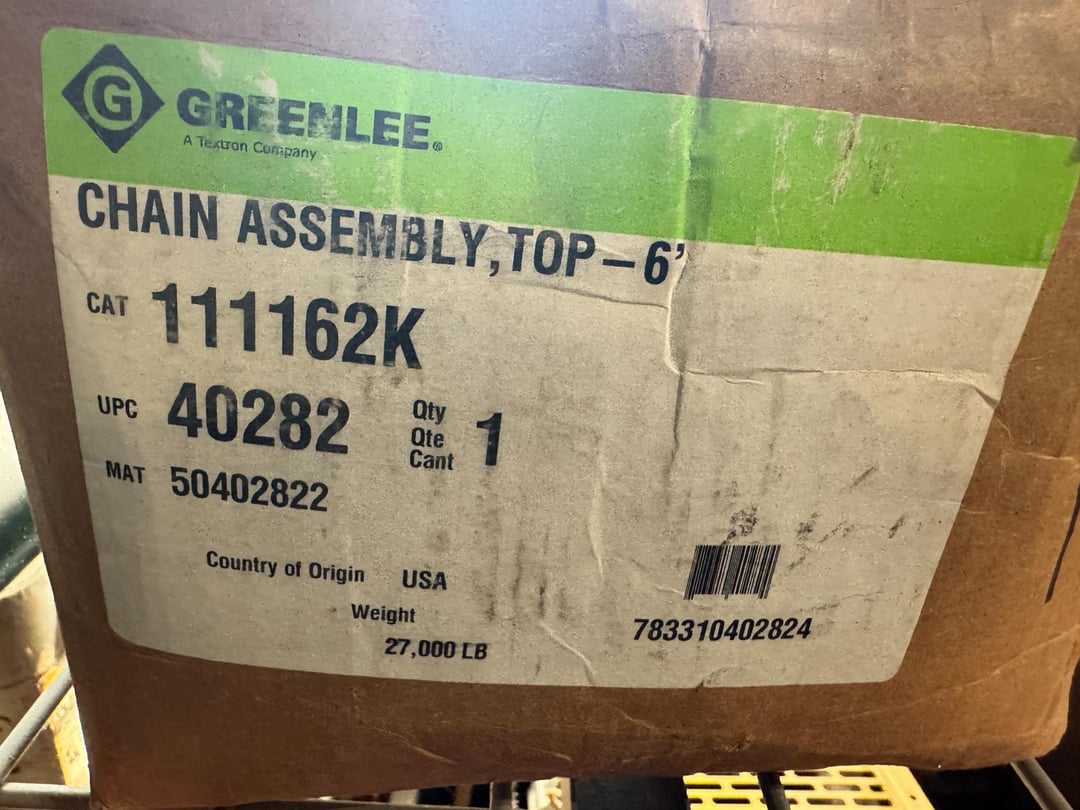 G GREENLEE®
A Textron Company
CHAIN ASSEMBLY, TOP – 6'
CAT 111162K
UPC 40282
Qty
Qte 1
Cant
MAT 50402822
Country of Origin USA
Weight
27,000 LB
783310402824